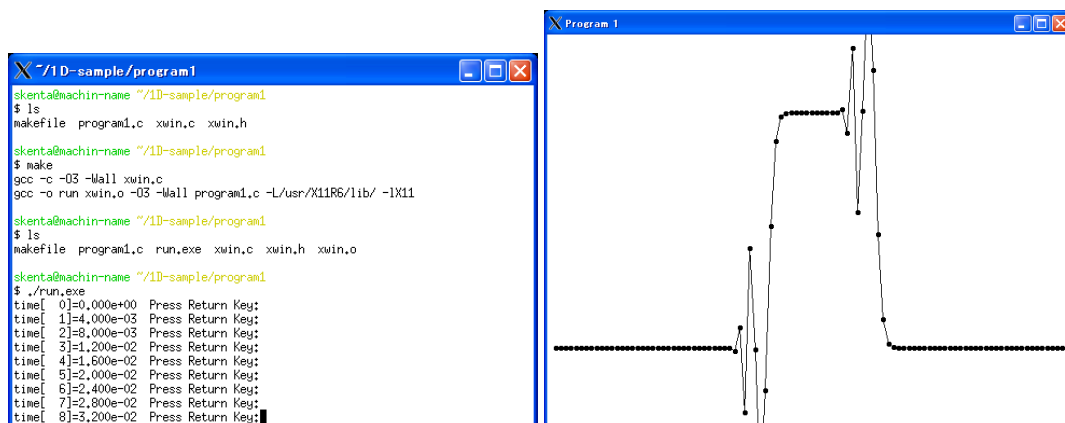 ~/1D-sample/program1
skenta@machin-name ~/1D-sample/program1
$ ls
makefile  program1.c  xwin.c  xwin.h
skenta@machin-name ~/1D-sample/program1
$ make
gcc -c -O3 -Wall xwin.c
gcc -o run xwin.o -O3 -Wall program1.c -L/usr/X11R6/lib/ -lX11
skenta@machin-name ~/1D-sample/program1
$ ls
makefile  program1.c  run.exe  xwin.c  xwin.h  xwin.o
skenta@machin-name ~/1D-sample/program1
$ ./run.exe
time[  0]=0.000e+00  Press Return Key:
time[  1]=4.000e-03  Press Return Key:
time[  2]=8.000e-03  Press Return Key:
time[  3]=1.200e-02  Press Return Key:
time[  4]=1.600e-02  Press Return Key:
time[  5]=2.000e-02  Press Return Key:
time[  6]=2.400e-02  Press Return Key:
time[  7]=2.800e-02  Press Return Key:
time[  8]=3.200e-02  Press Return Key:
Program 1